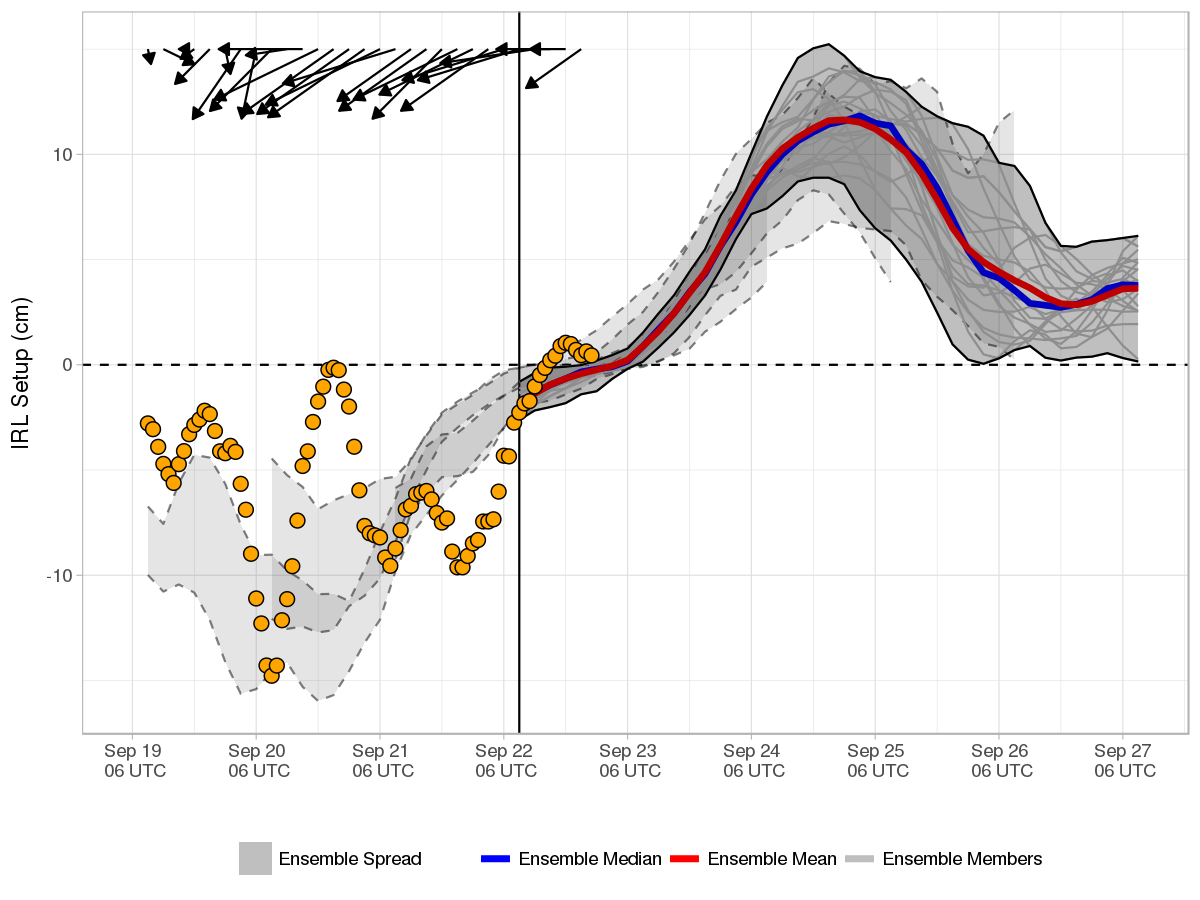 IRL Setup (cm)
10
0
-10
Sep 19 Sep 20 Sep 21 Sep 22 Sep 23 Sep 24 Sep 25 Sep 26 Sep 27
06 UTC 06 UTC 06 UTC 06 UTC 06 UTC 06 UTC 06 UTC 06 UTC 06 UTC
Ensemble Spread Ensemble Median Ensemble Mean Ensemble Members